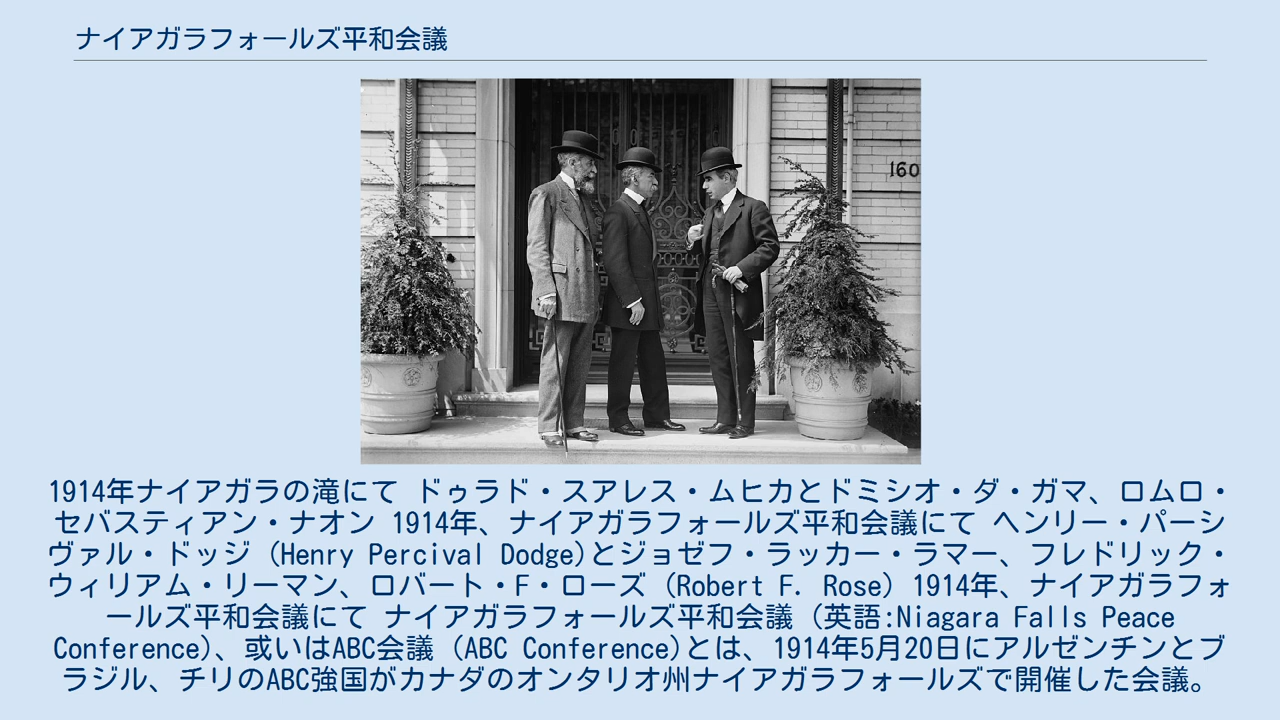 ナイアガラフォールズ平和会議
160
1914年ナイアガラの滝にて ドゥラド・スアレス・ムヒカとドミシオ・ダ・ガマ、ロムロ・
セバスティアン・ナオン 1914年、ナイアガラフォールズ平和会議にて ヘンリー・パーシ
ヴァル・ドッジ (Henry Percival Dodge)とジョゼフ・ラッカー・ラマー、フレドリック・
ウィリアム・リーマン、ロバート・F・ローズ (Robert F. Rose) 1914年、ナイアガラフォ
ールズ平和会議にて ナイアガラフォールズ平和会議 (英語:Niagara Falls Peace
Conference)、或いはABC会議 (ABC Conference)とは、1914年5月20日にアルゼンチンとブ
ラジル、チリのABC強国がカナダのオンタリオ州ナイアガラフォールズで開催した会議。